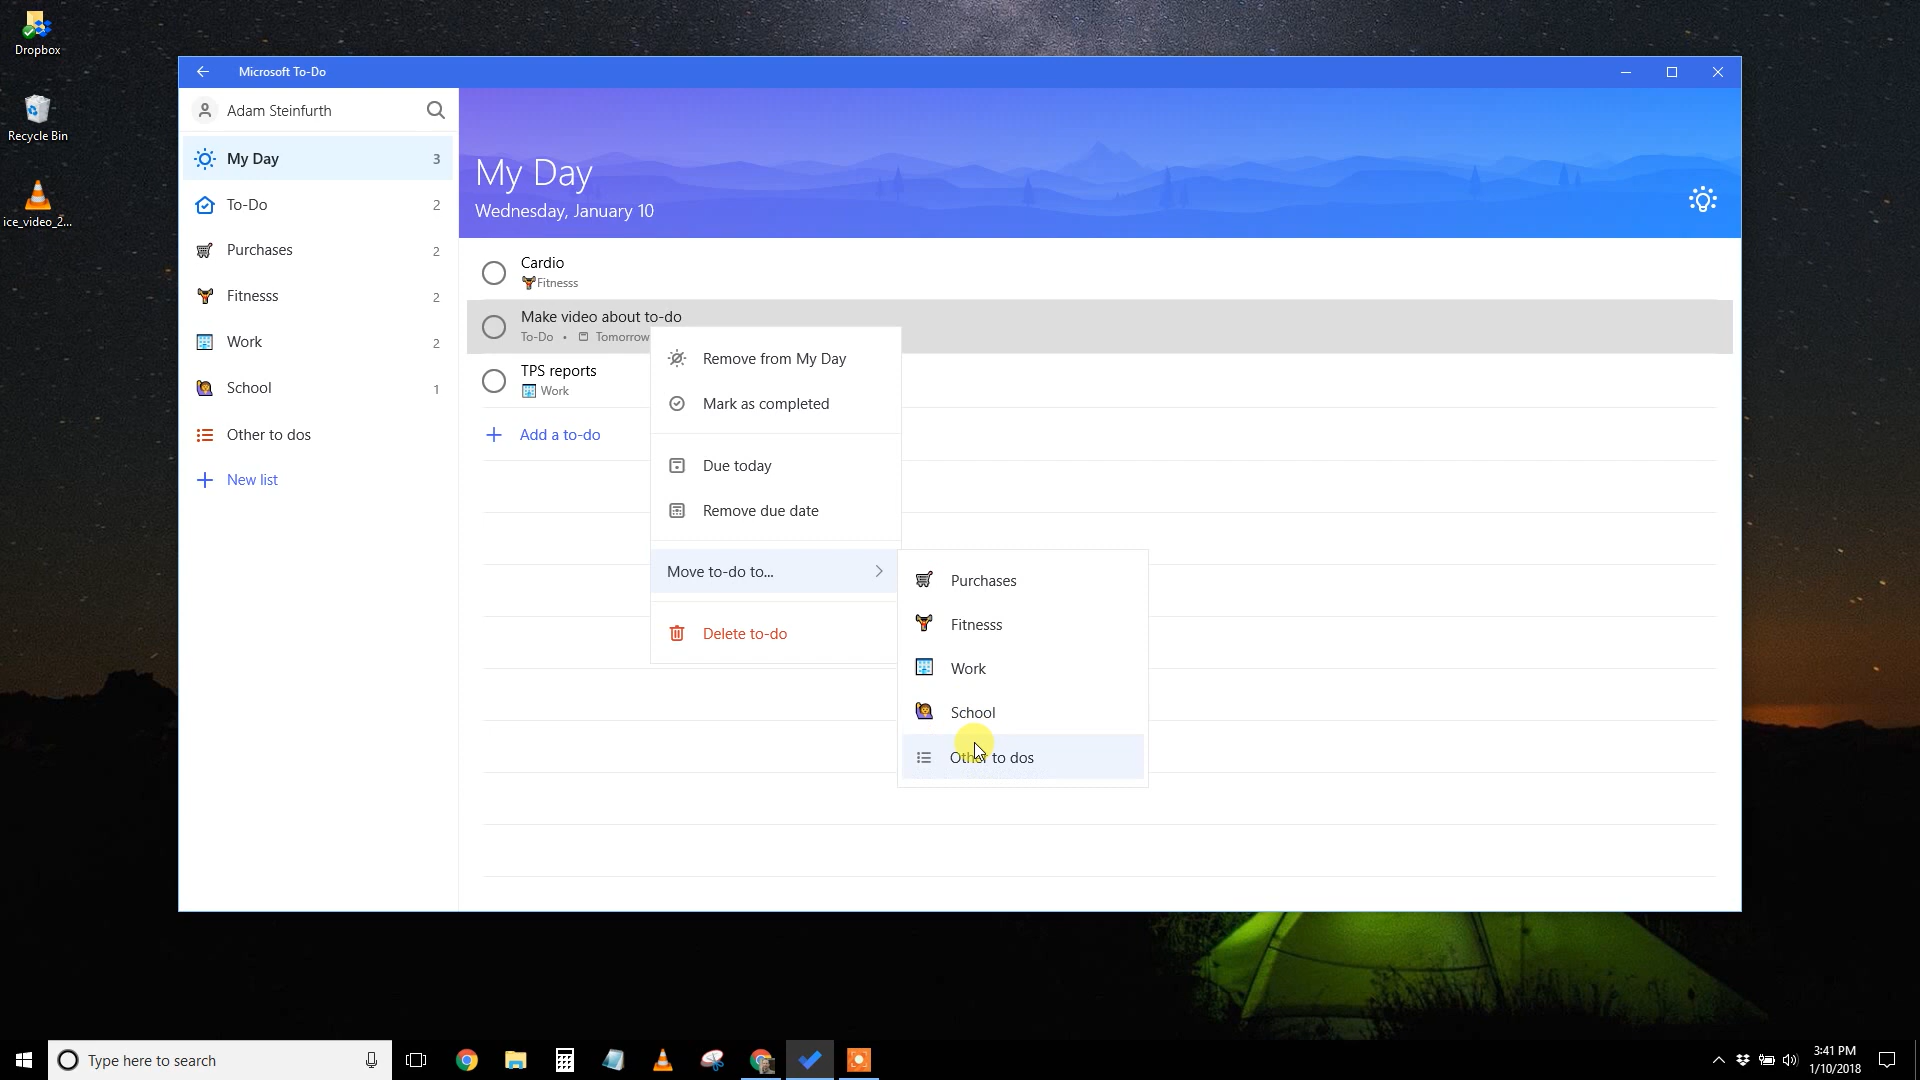 Dropbox
Recycle Bin
ice_video_2...
Microsoft To-Do
Adam Steinfurth
My Day 3
To-Do 2
Purchases 2
Fitnesss 2
Work 2
School 1
Other to dos
New list
My Day
Wednesday, January 10
Cardio
Fitnesss
Make video about to-do
To-Do • Tomorrow
TPS reports
Work
Add a to-do
Remove from My Day
Mark as completed
Due today
Remove due date
Move to-do to...
Delete to-do
Purchases
Fitnesss
Work
School
Other to dos
Type here to search
3:41 PM
1/10/2018